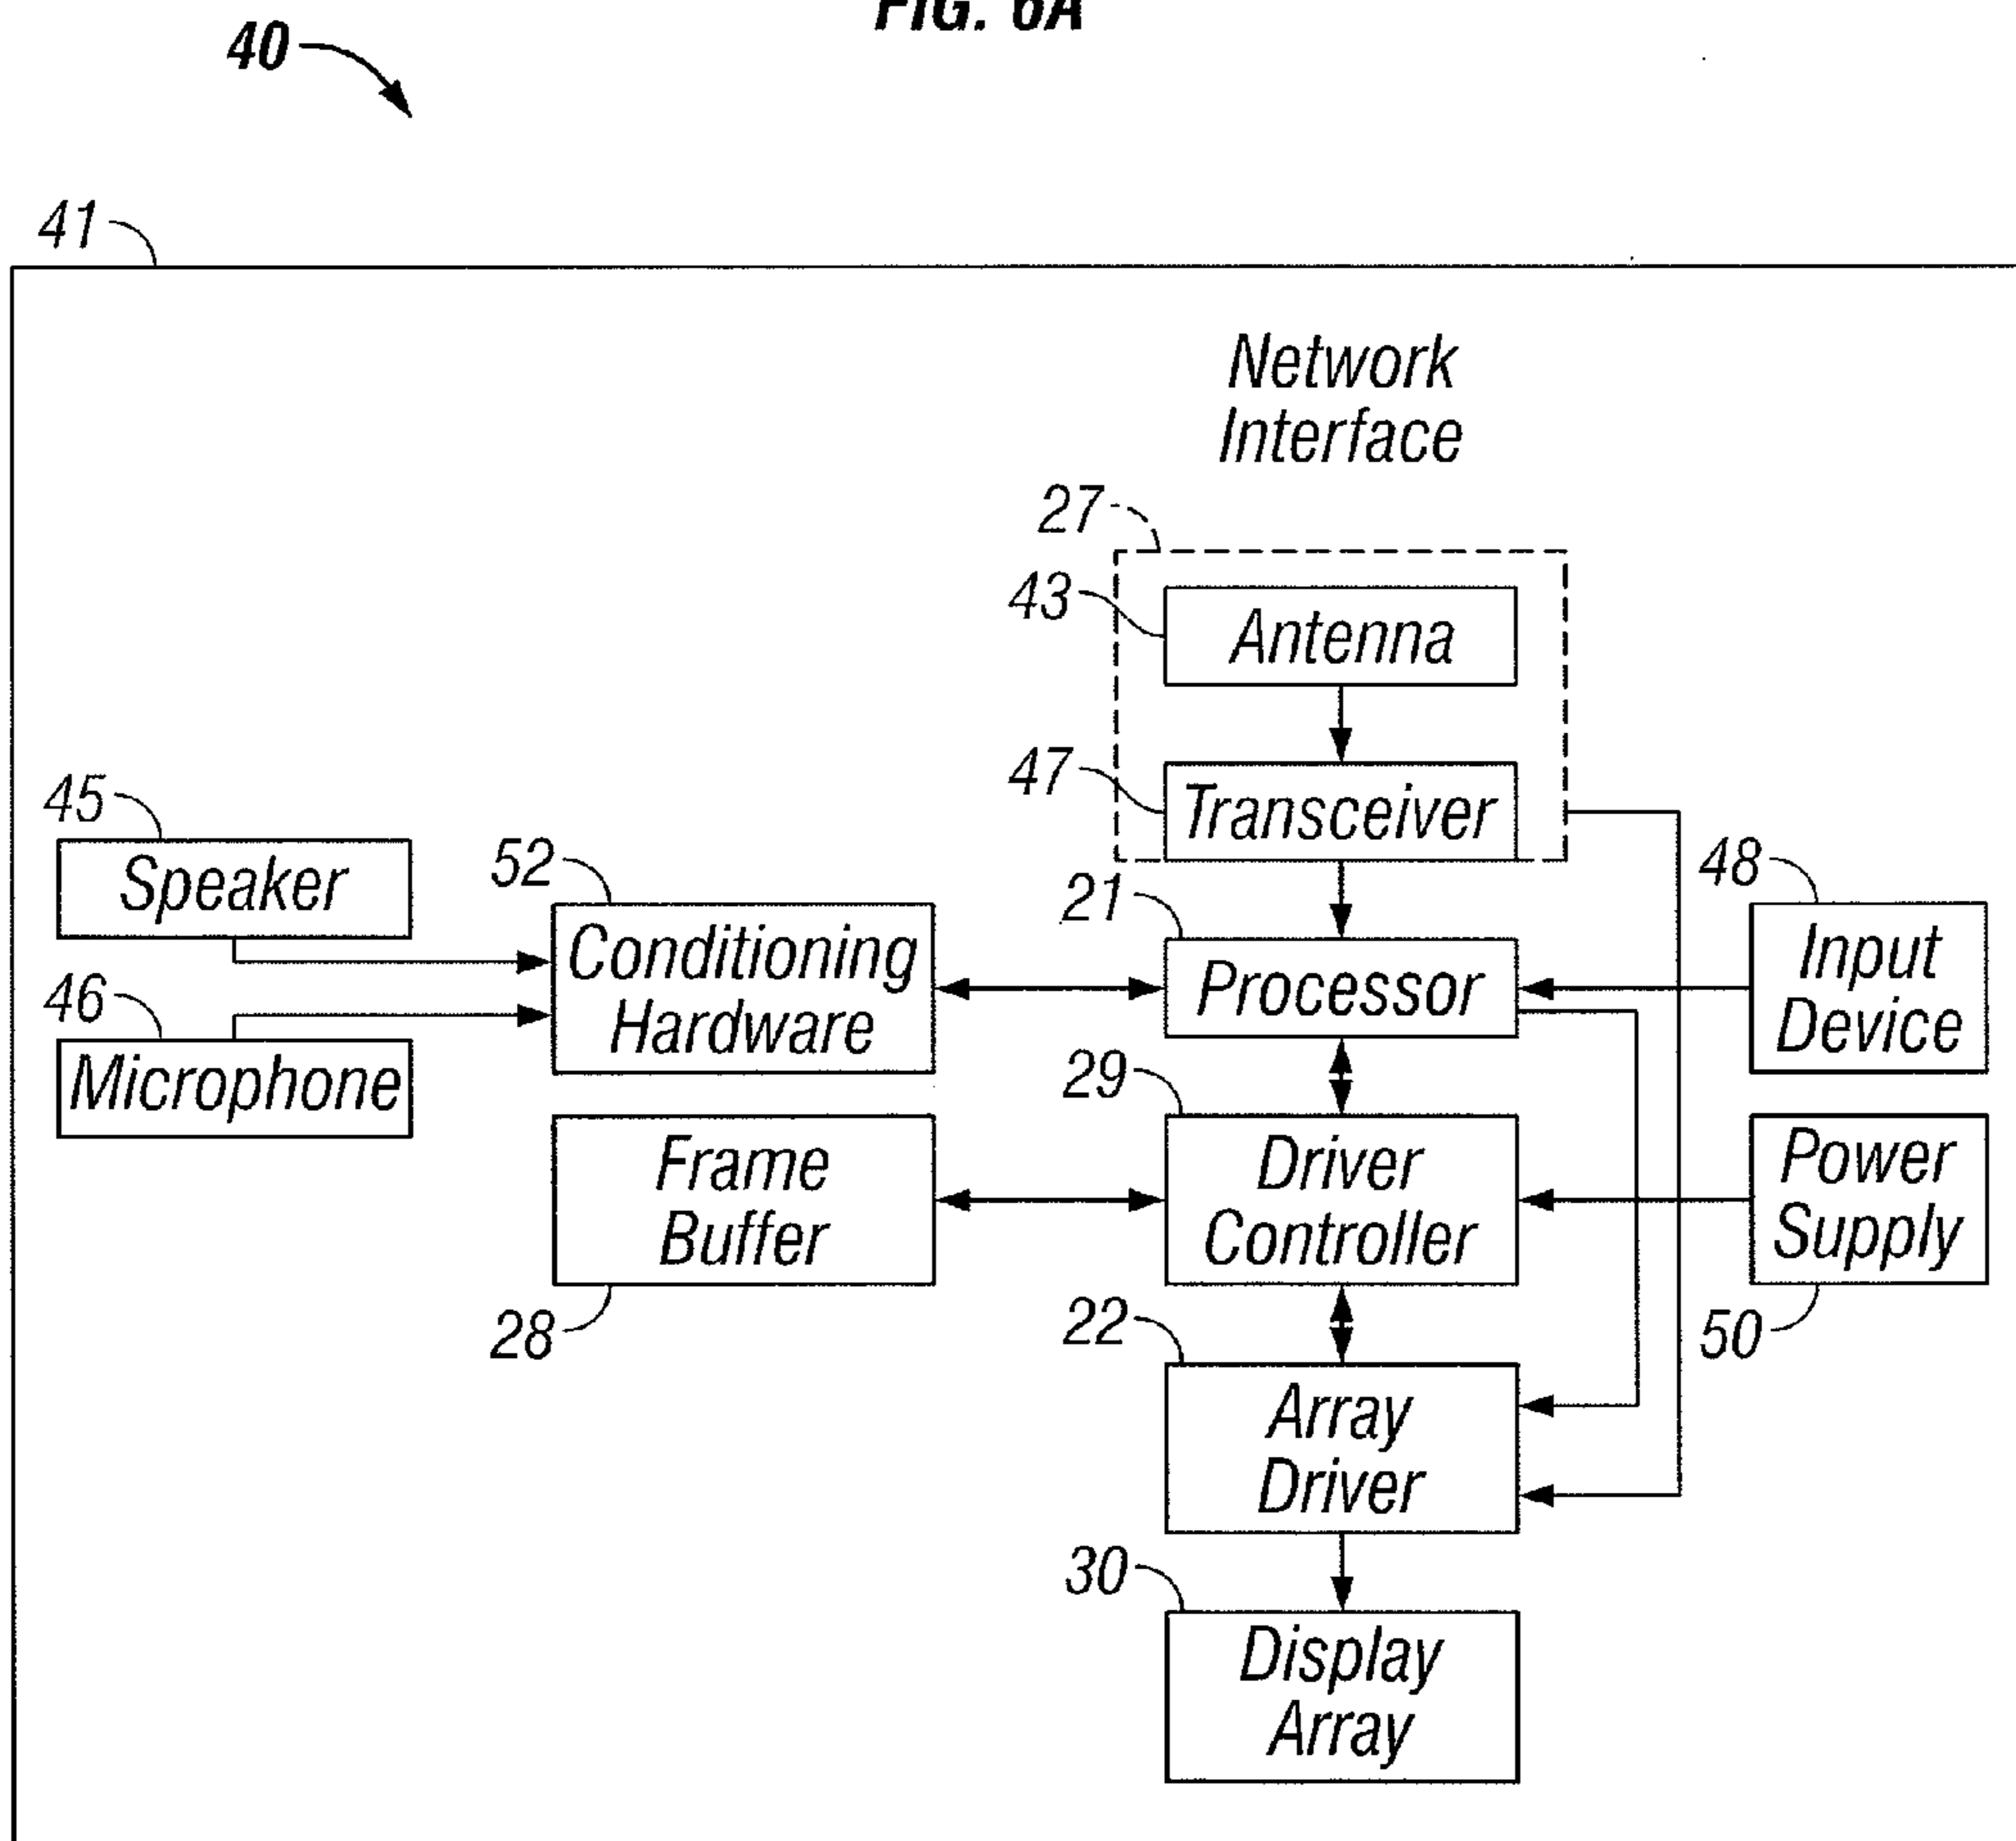 FIG. 6A
40
41
Network
Interface
27
43
Antenna
47
Transceiver
45
Speaker
52
Conditioning
Hardware
21
Processor
48
Input
Device
46
Microphone
29
Driver
Controller
Frame
Buffer
28
Power
Supply
50
22
Array
Driver
30
Display
Array